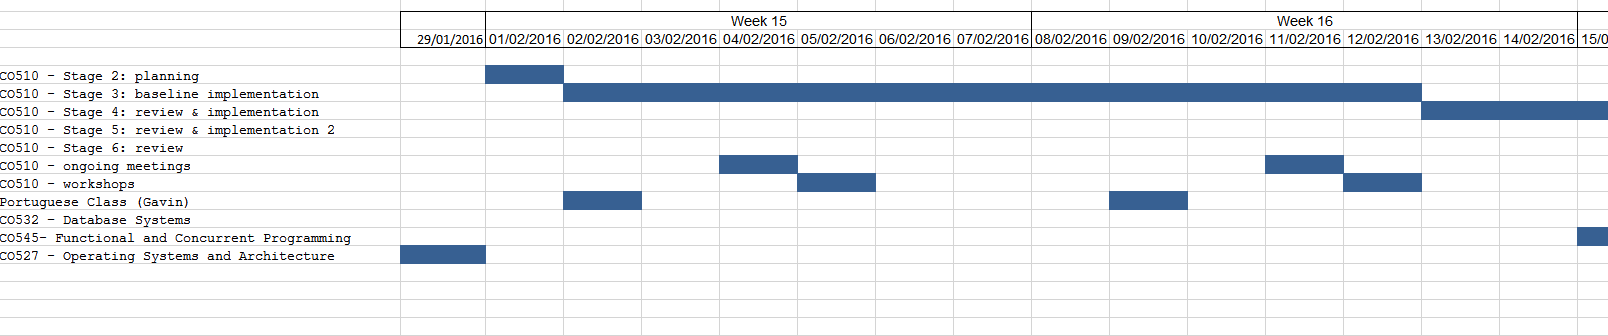 Week 15 Week 16
29/01/2016 01/02/2016 02/02/2016 03/02/2016 04/02/2016 05/02/2016 06/02/2016 07/02/2016 08/02/2016 09/02/2016 10/02/2016 11/02/2016 12/02/2016 13/02/2016 14/02/2016 15/0
CO510 - Stage 2: planning
CO510 - Stage 3: baseline implementation
CO510 - Stage 4: review & implementation
CO510 - Stage 5: review & implementation 2
CO510 - Stage 6: review
CO510 - ongoing meetings
CO510 - workshops
Portuguese Class (Gavin)
CO532 - Database Systems
CO545- Functional and Concurrent Programming
CO527 - Operating Systems and Architecture